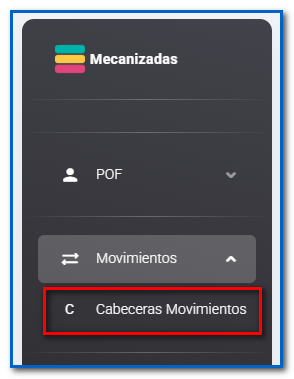 Mecanizadas
POF
Movimientos
C Cabeceras Movimientos